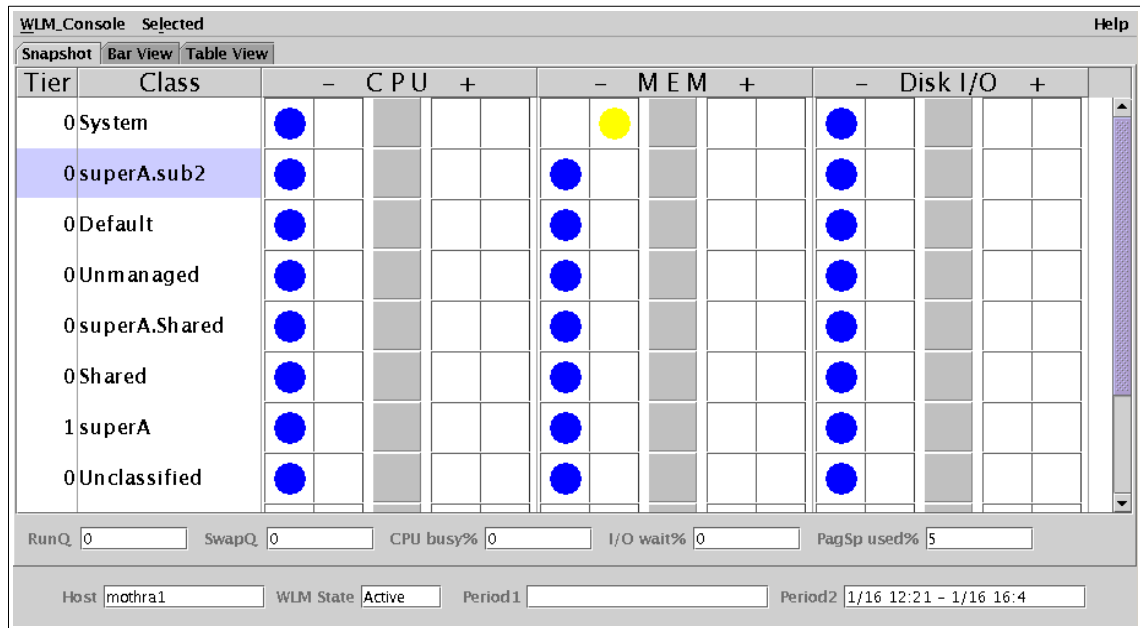 WLM_Console Selected Help
Snapshot Bar View Table View
Tier Class - CPU + - MEM + - Disk I/O +
0 System
0 superA.sub2
0 Default
0 Unmanaged
0 superA.Shared
0 Shared
1 superA
0 Unclassified
RunQ 0 SwapQ 0 CPU busy% 0 I/O wait% 0 PagSp used% 5
Host mothra1 WLM State Active Period1 Period2 1/16 12:21 - 1/16 16:4